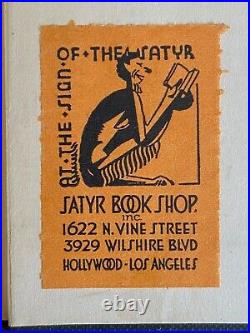 AT • THE • SIGN •
OF • THE • SATYR
SATYR BOOK SHOP.
inc.
1622 N. VINE STREET
3929 WILSHIRE BLVD
HOLLYWOOD • LOS ANGELES